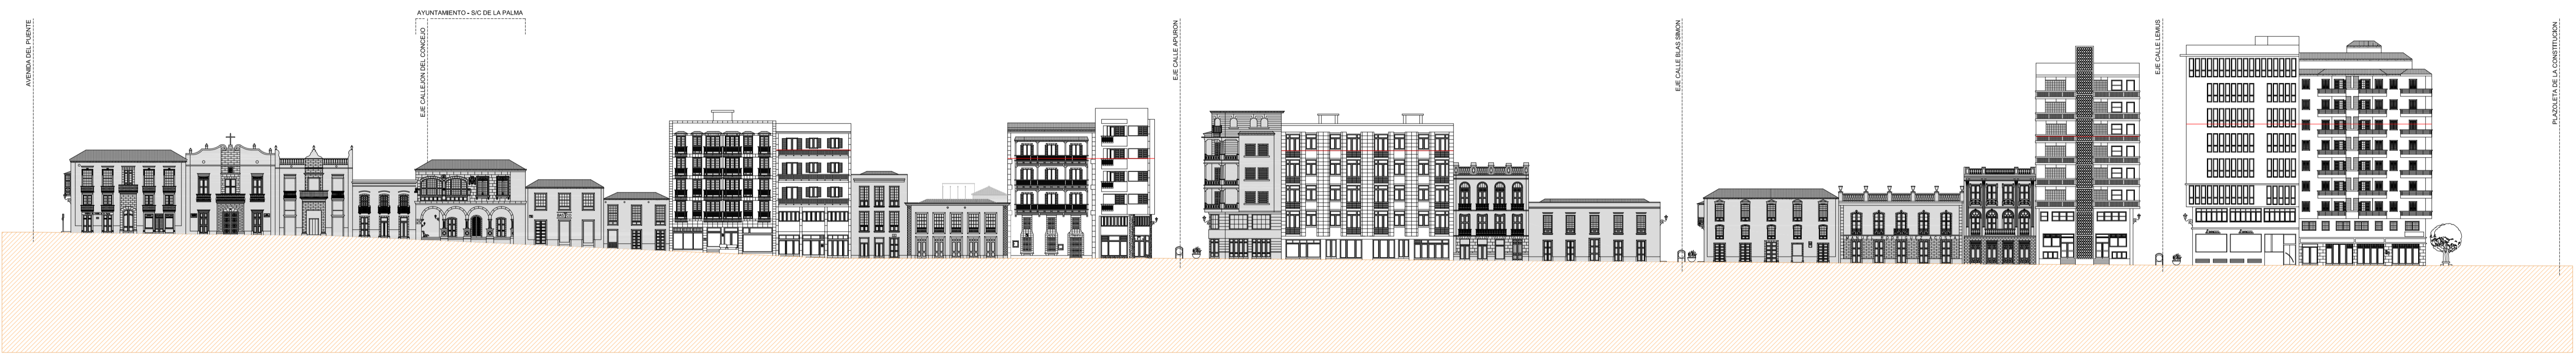 AVENIDA DEL PUENTE
AYUNTAMIENTO - S/C DE LA PALMA
EJE CALLEJON DEL CONCEJO
EJE CALLE APURON
EJE CALLE BLAS SIMON
EJE CALLE LEMUS
PLAZOLETA DE LA CONSTITUCION